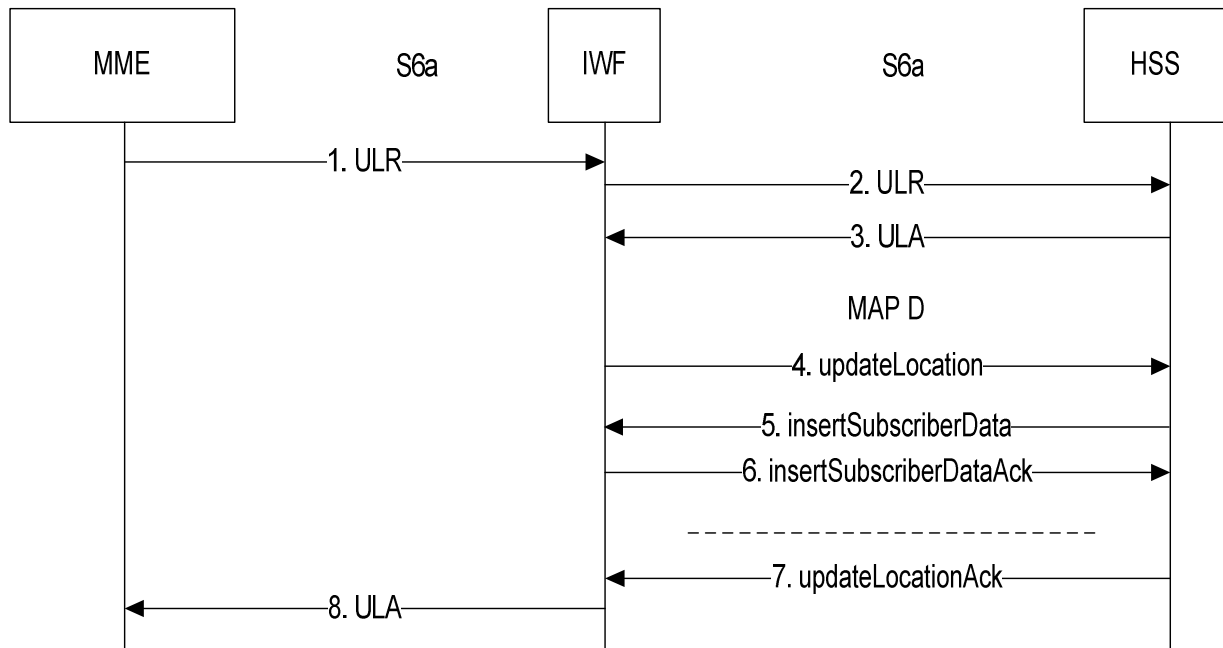 MME
S6a
IWF
S6a
HSS
1. ULR
2. ULR
3. ULA
MAP D
4. updateLocation
5. insertSubscriberData
6. insertSubscriberDataAck
7. updateLocationAck
8. ULA